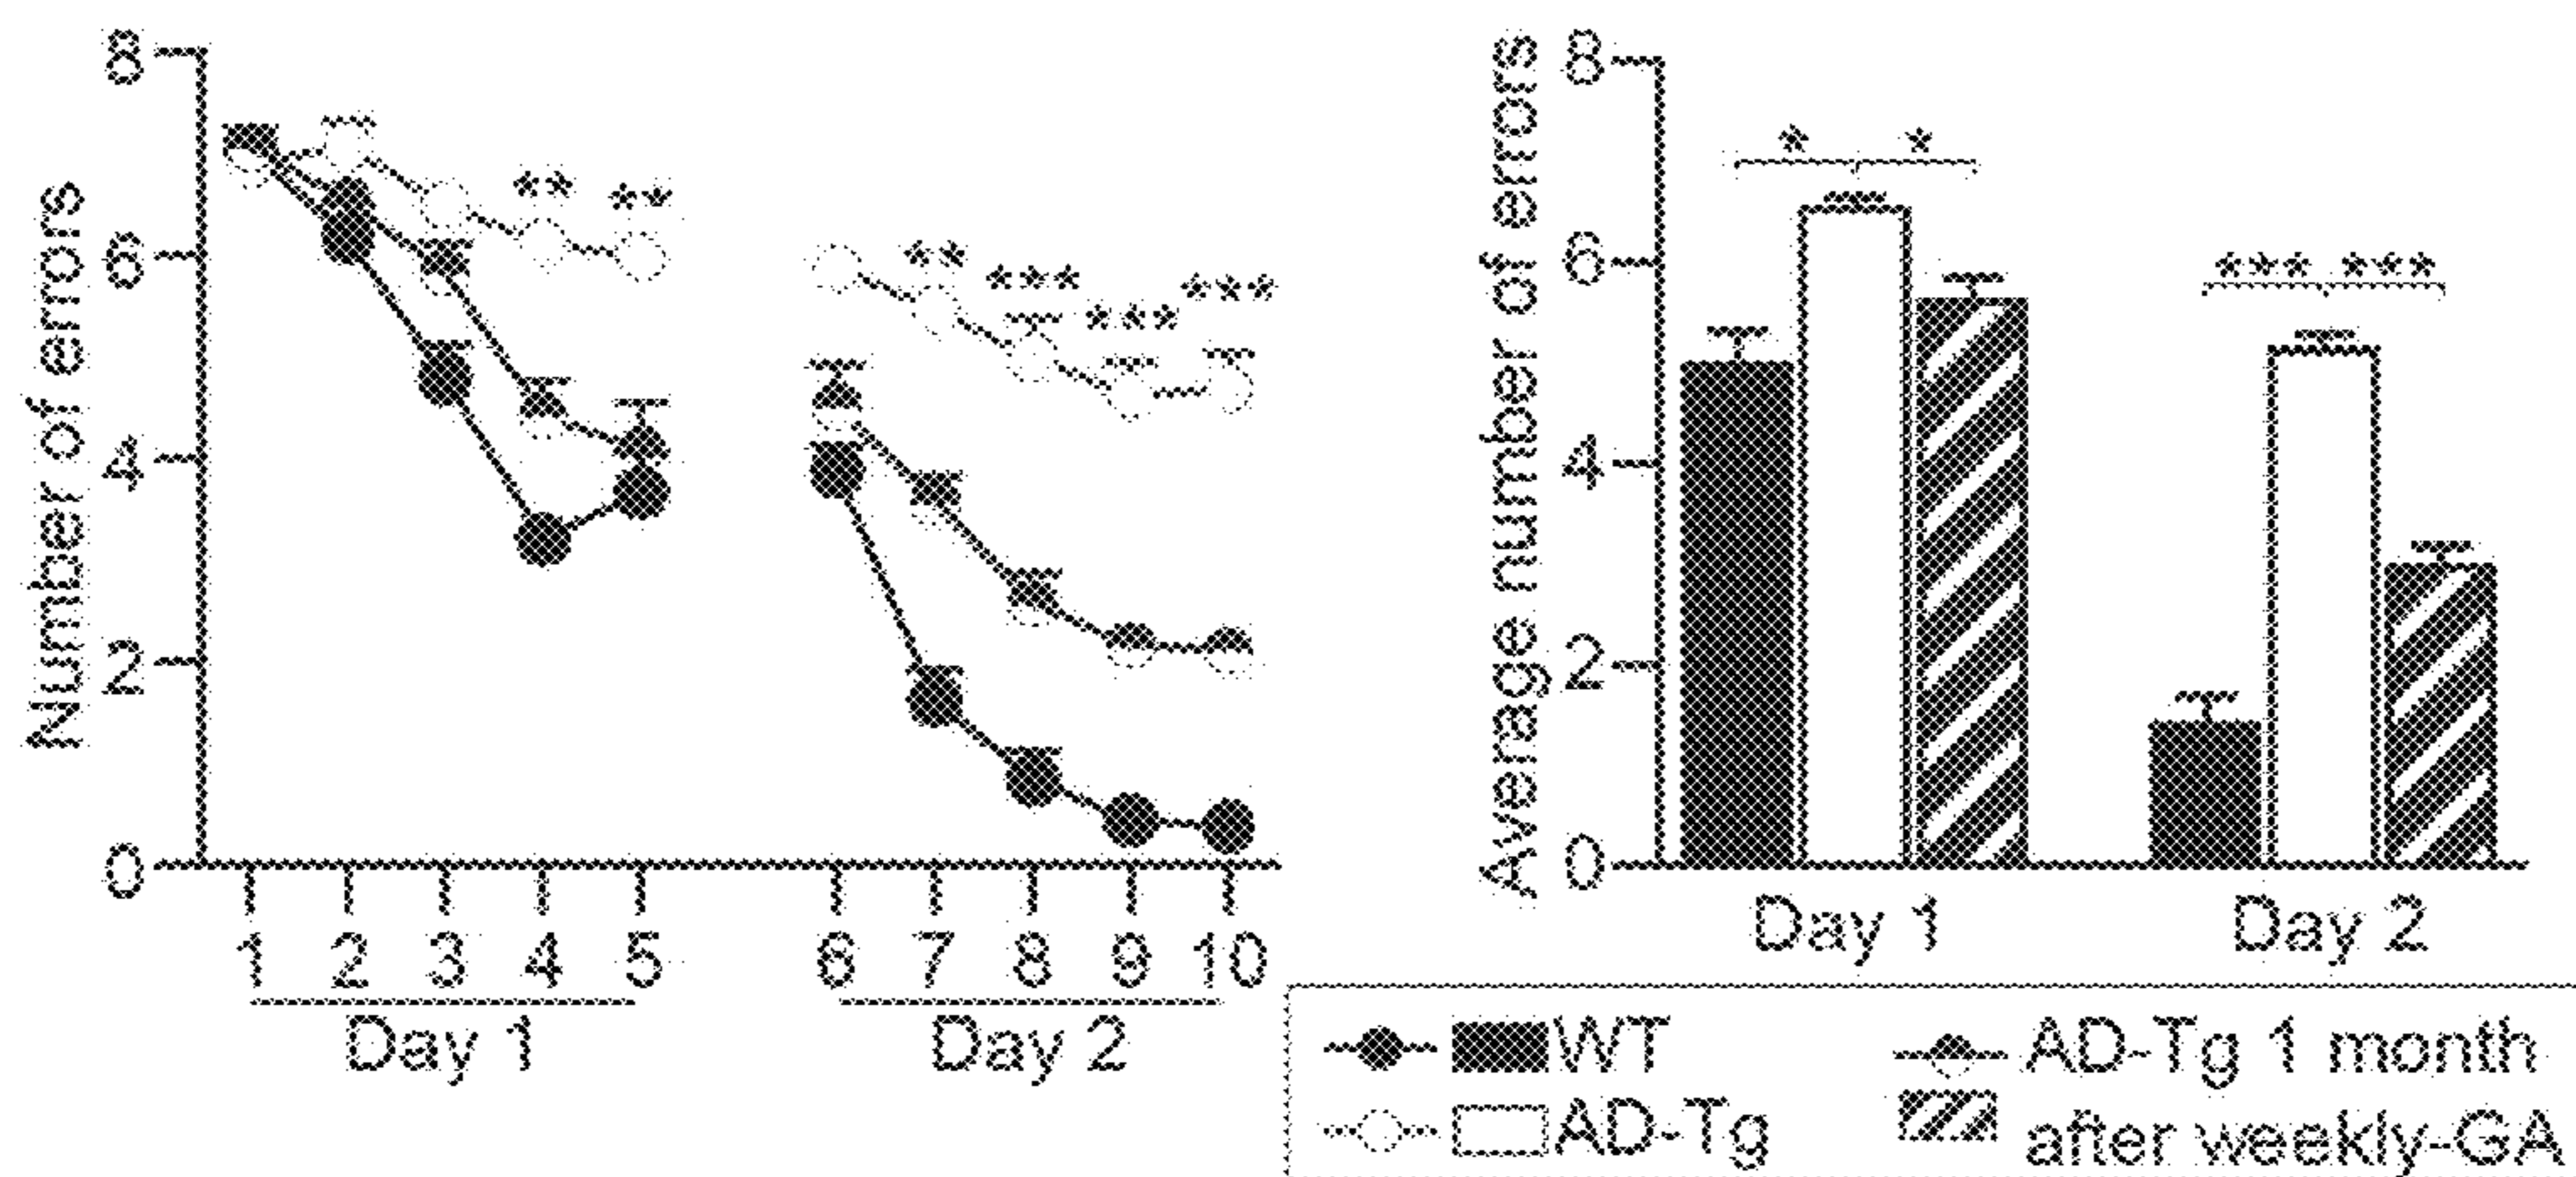 Number of errors
8
6
4
2
0
** **
** *** *** ***
1 2 3 4 5 6 7 8 9 10
Day 1 Day 2
Average number of errors
8
6
4
2
0
* *
*** ***
Day 1 Day 2
WT
AD-Tg
AD-Tg 1 month
after weekly-GA